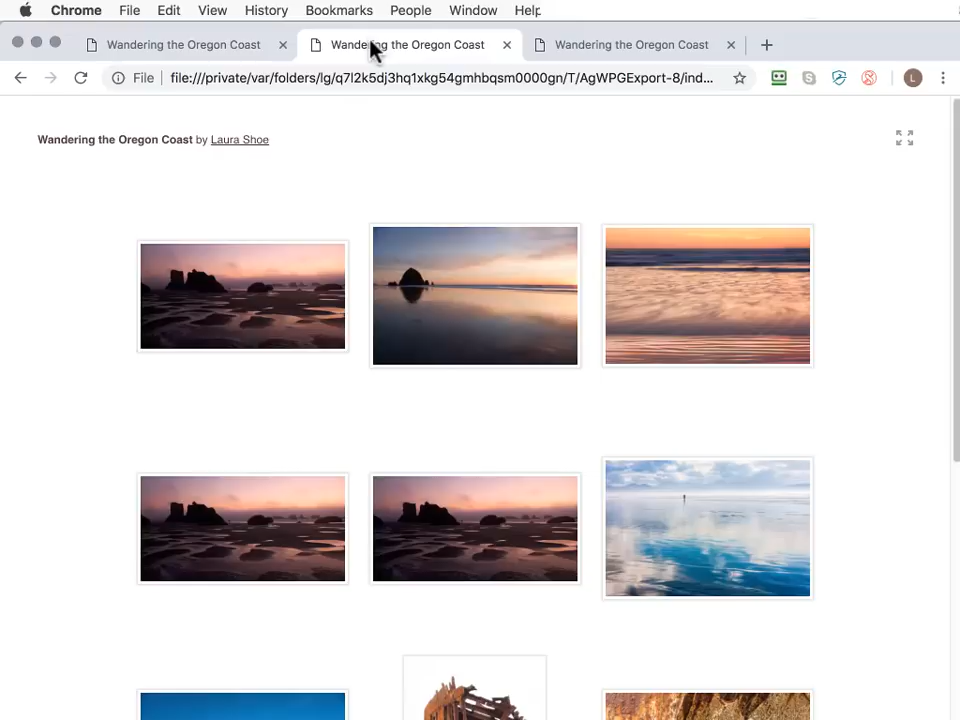 Chrome File Edit View History Bookmarks People Window Help
Wandering the Oregon Coast Wandering the Oregon Coast Wandering the Oregon Coast
File file:///private/var/folders/lg/q7l2k5dj3hq1xkg54gmhbqsm0000gn/T/AgWPGExport-8/ind... L
Wandering the Oregon Coast by Laura Shoe